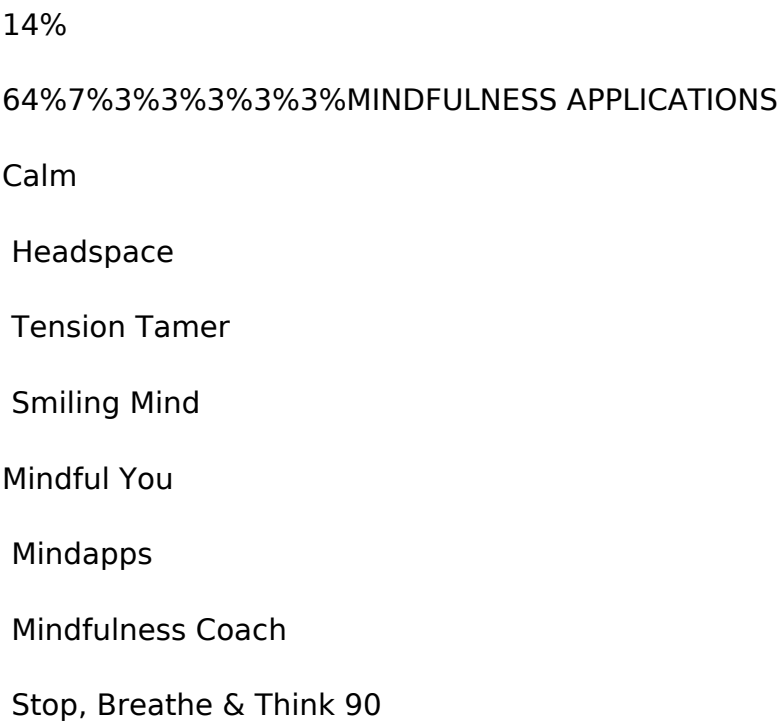 14%
64%7%3%3%3%3%3%MINDFULNESS APPLICATIONS
Calm
Headspace
Tension Tamer
Smiling Mind
Mindful You
Mindapps
Mindfulness Coach
Stop, Breathe & Think 90